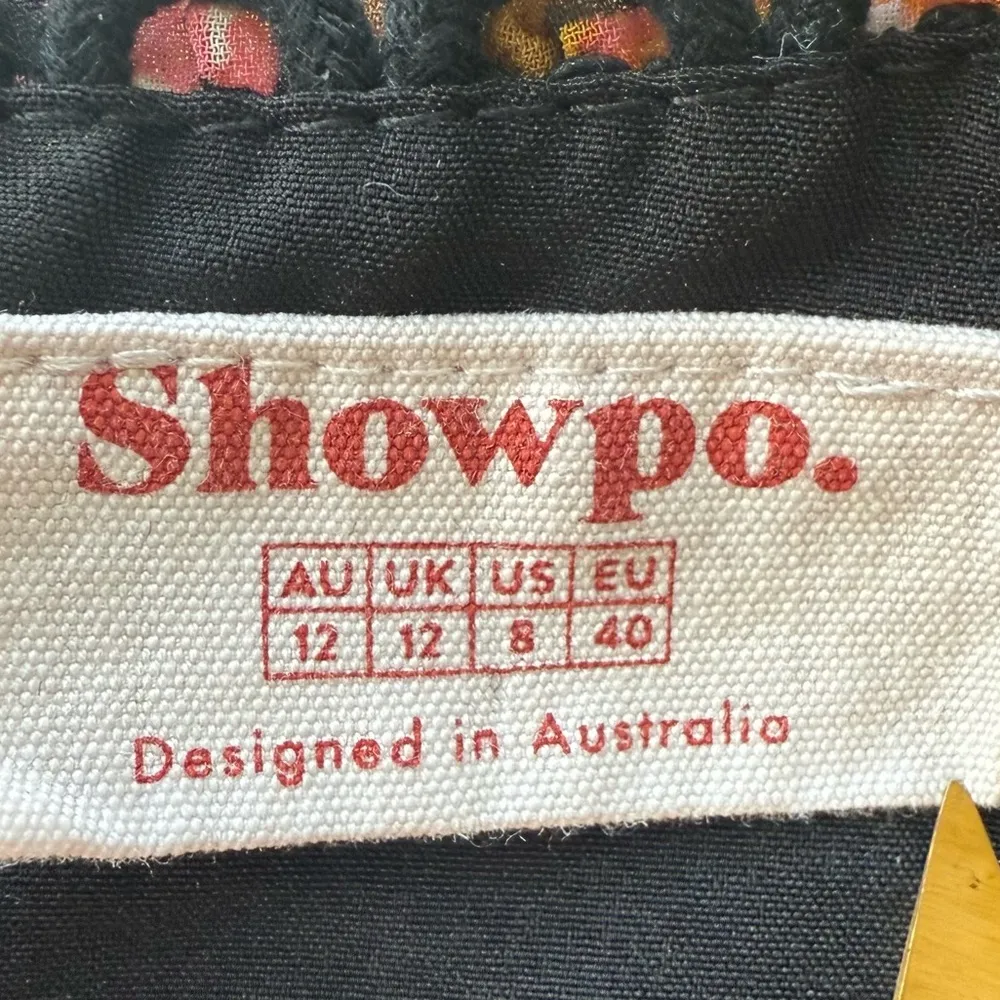 Showpo.
AU UK US EU
12 12 8 40
Designed in Australia